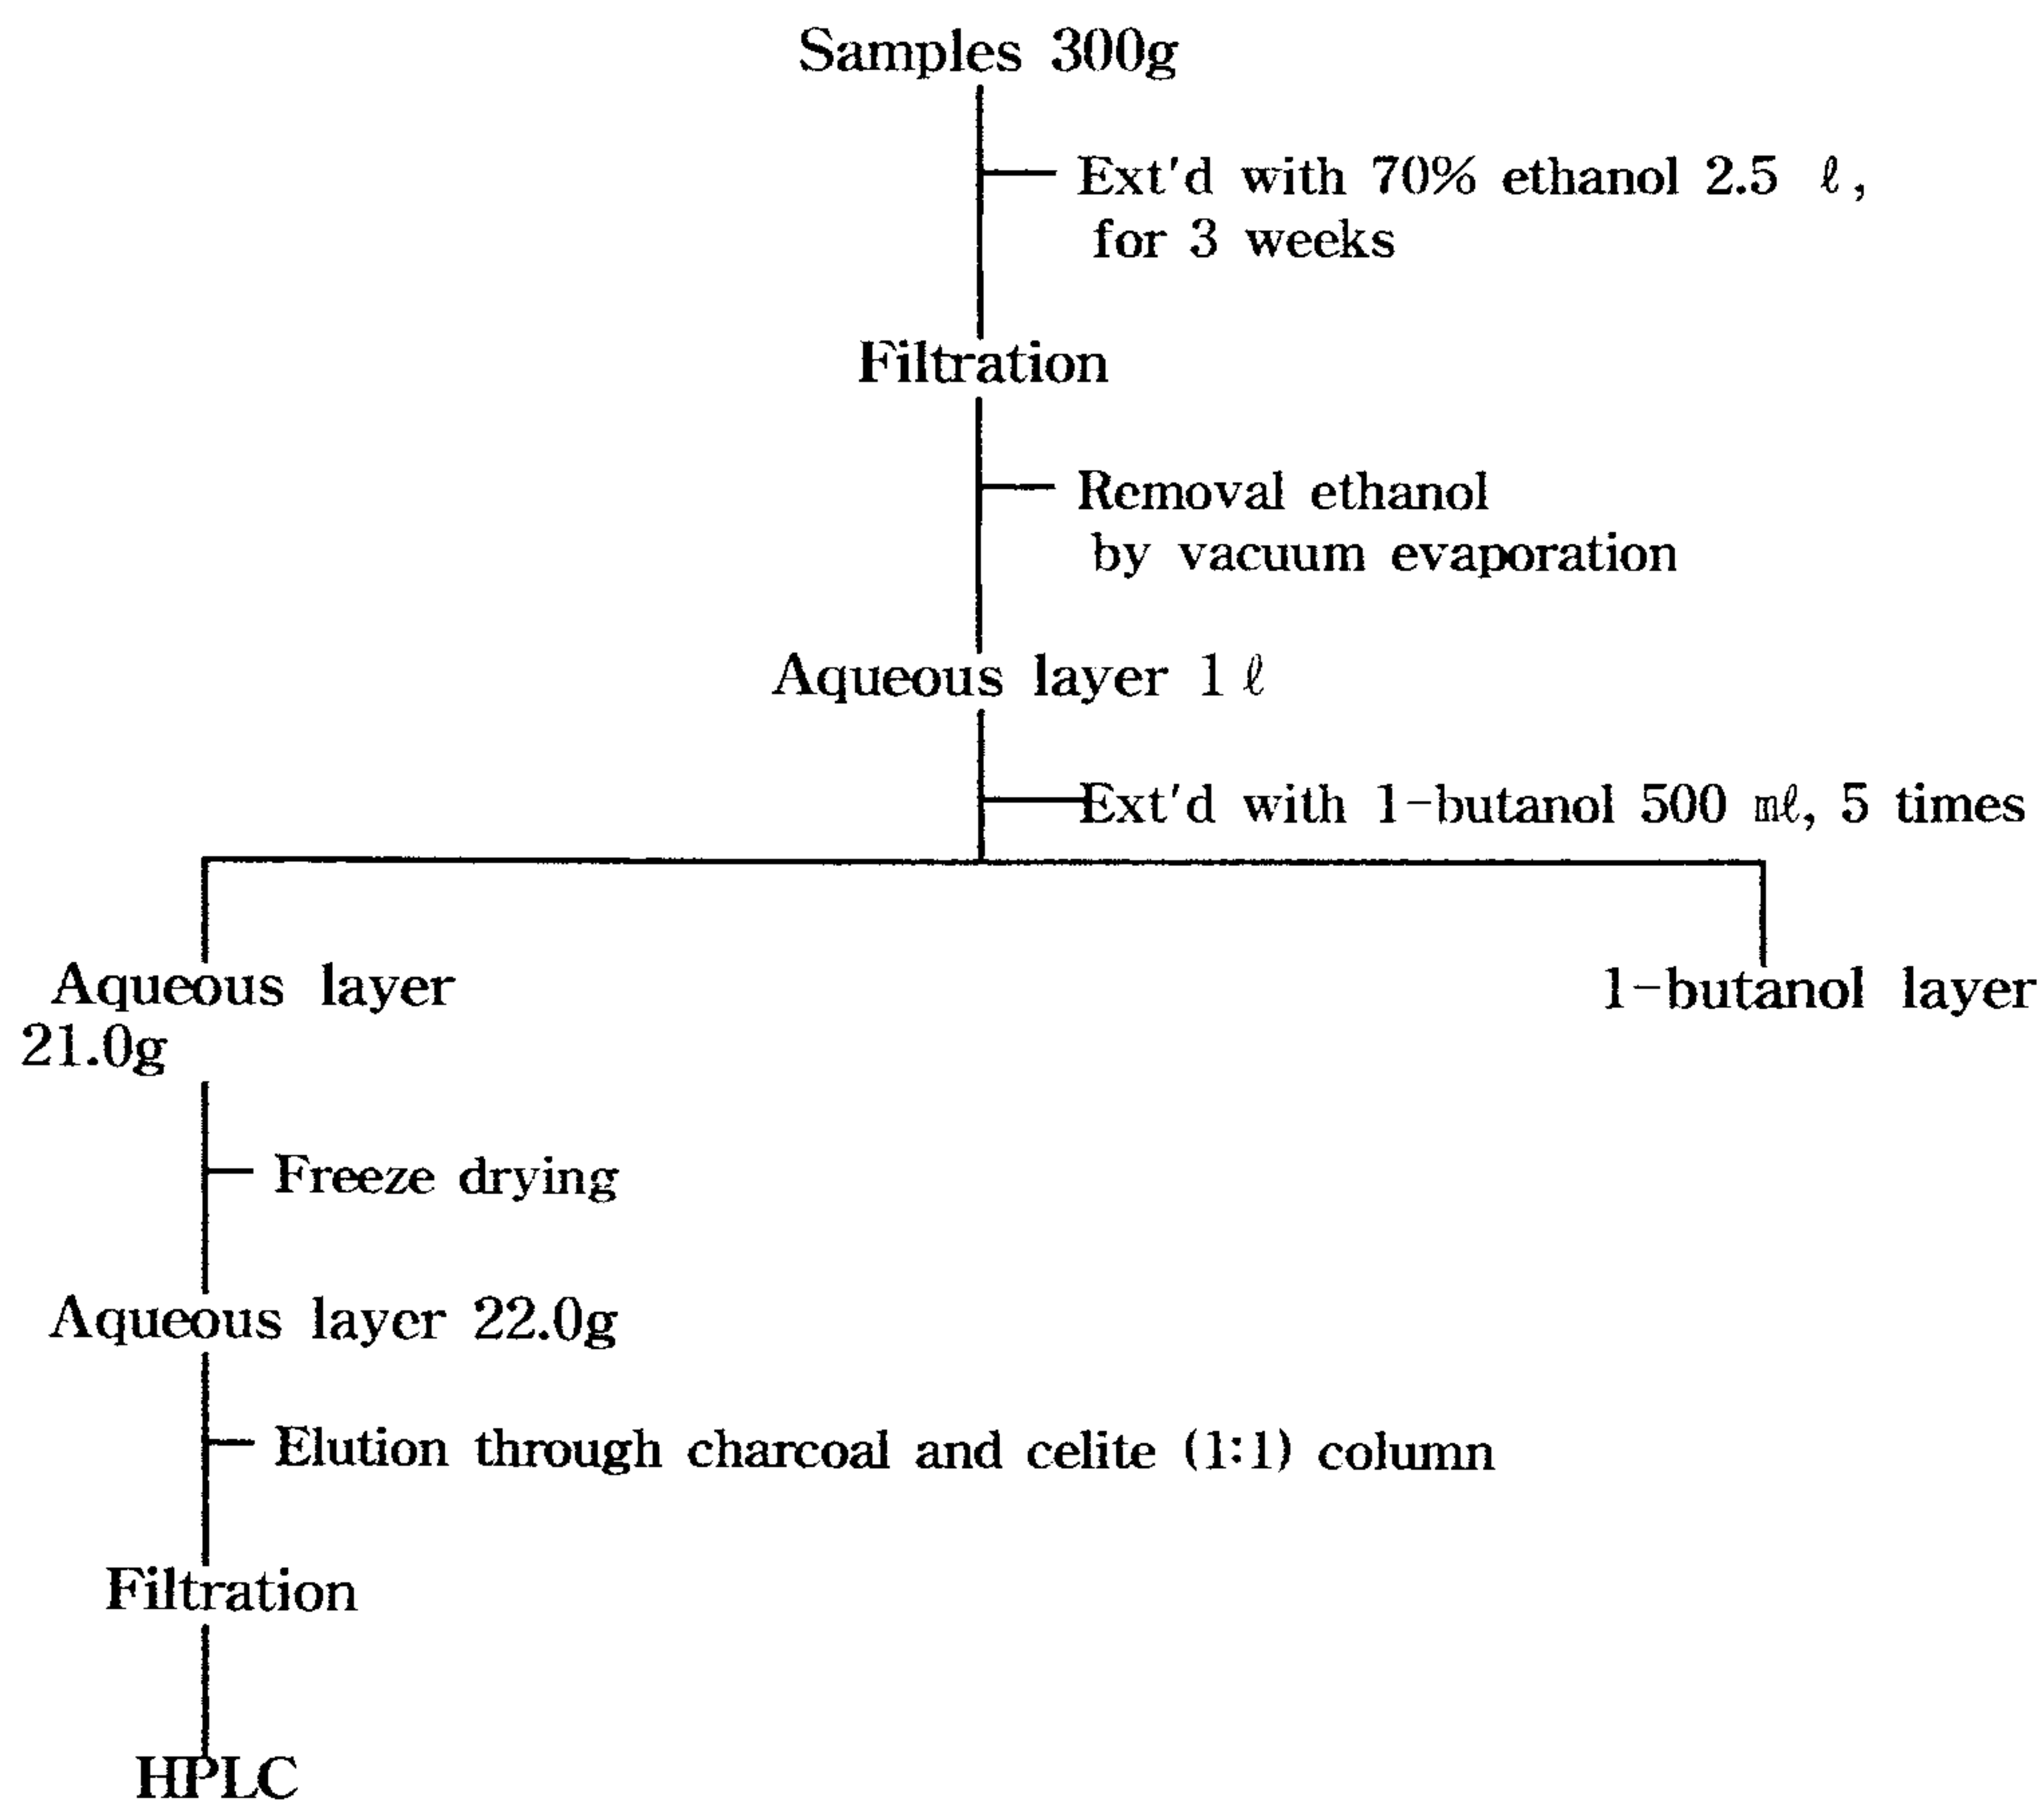 Samples 300g
Ext'd with 70% ethanol 2.5 ℓ,
for 3 weeks
Filtration
Removal ethanol
by vacuum evaporation
Aqueous layer 1 ℓ
Ext'd with 1-butanol 500 mℓ, 5 times
Aqueous layer
21.0g
1-butanol layer
Freeze drying
Aqueous layer 22.0g
Elution through charcoal and celite (1:1) column
Filtration
HPLC